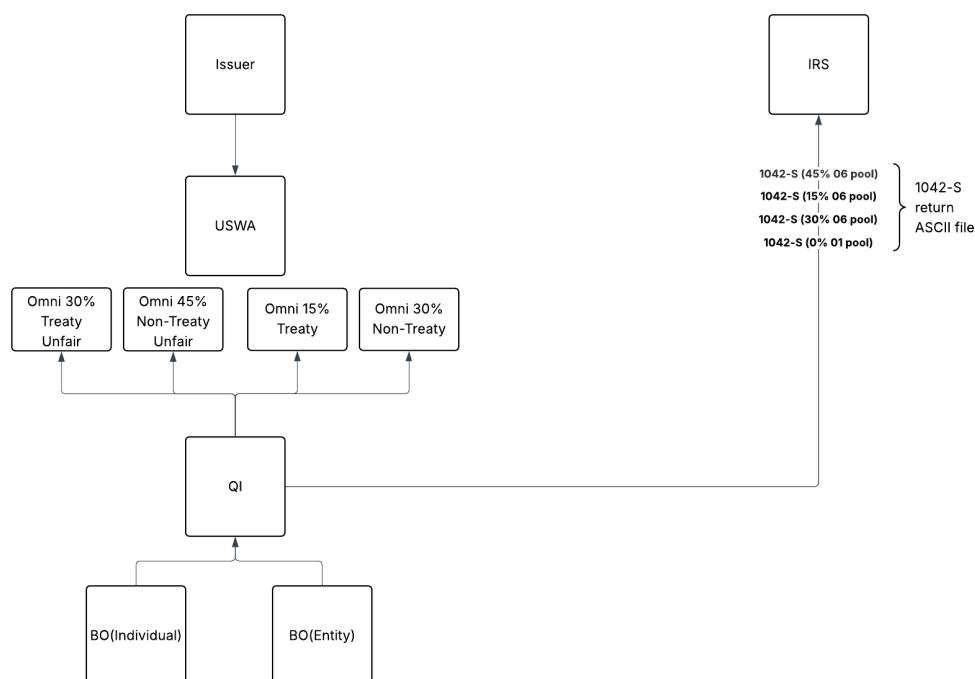 Issuer
IRS
1042-S (45% 06 pool)
1042-S (15% 06 pool)
1042-S (30% 06 pool)
1042-S (0% 01 pool)
1042-S
return
ASCII file
USWA
Omni 30%
Treaty
Unfair
Omni 45%
Non-Treaty
Unfair
Omni 15%
Treaty
Omni 30%
Non-Treaty
QI
BO(Individual)
BO(Entity)